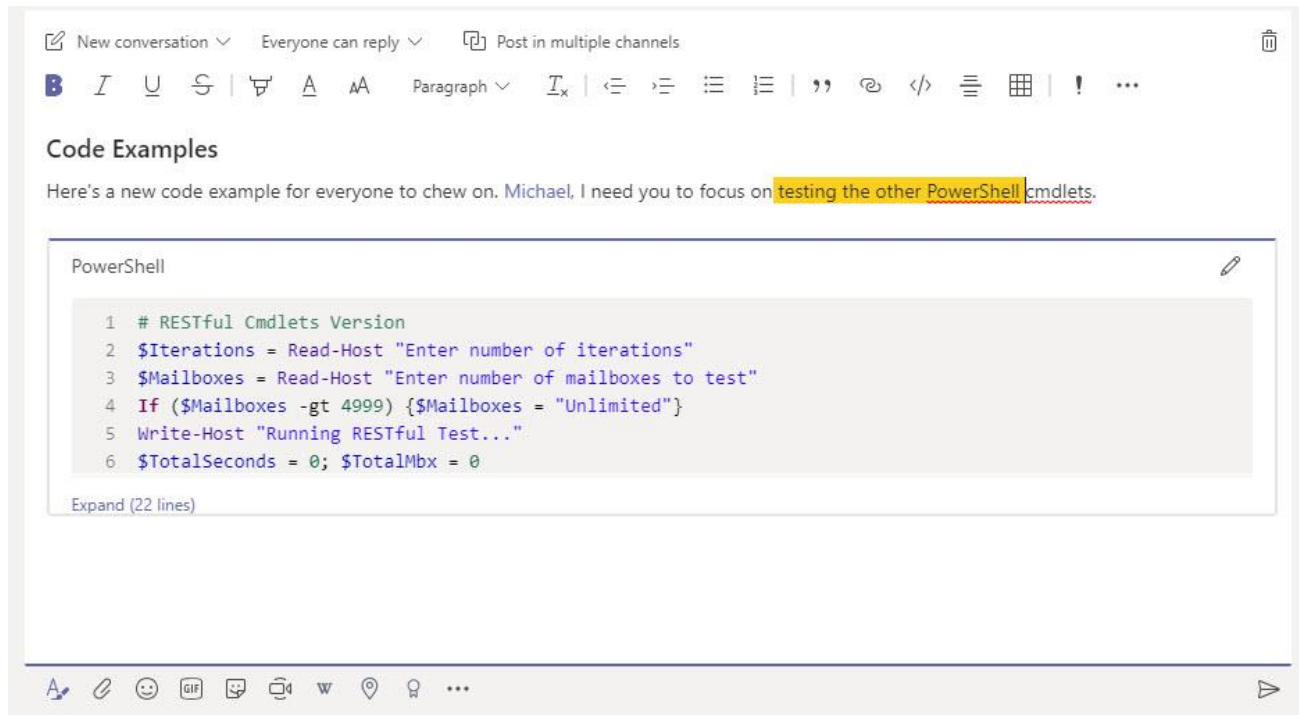 New conversation Everyone can reply Post in multiple channels
B I U S A AA Paragraph Tx </> ! ...
Code Examples
Here's a new code example for everyone to chew on. Michael, I need you to focus on testing the other PowerShell cmdlets.
PowerShell
1 # RESTful Cmdlets Version
2 $Iterations = Read-Host "Enter number of iterations"
3 $Mailboxes = Read-Host "Enter number of mailboxes to test"
4 If ($Mailboxes -gt 4999) {$Mailboxes = "Unlimited"}
5 Write-Host "Running RESTful Test..."
6 $TotalSeconds = 0; $TotalMbx = 0
Expand (22 lines)
A GIF W ...